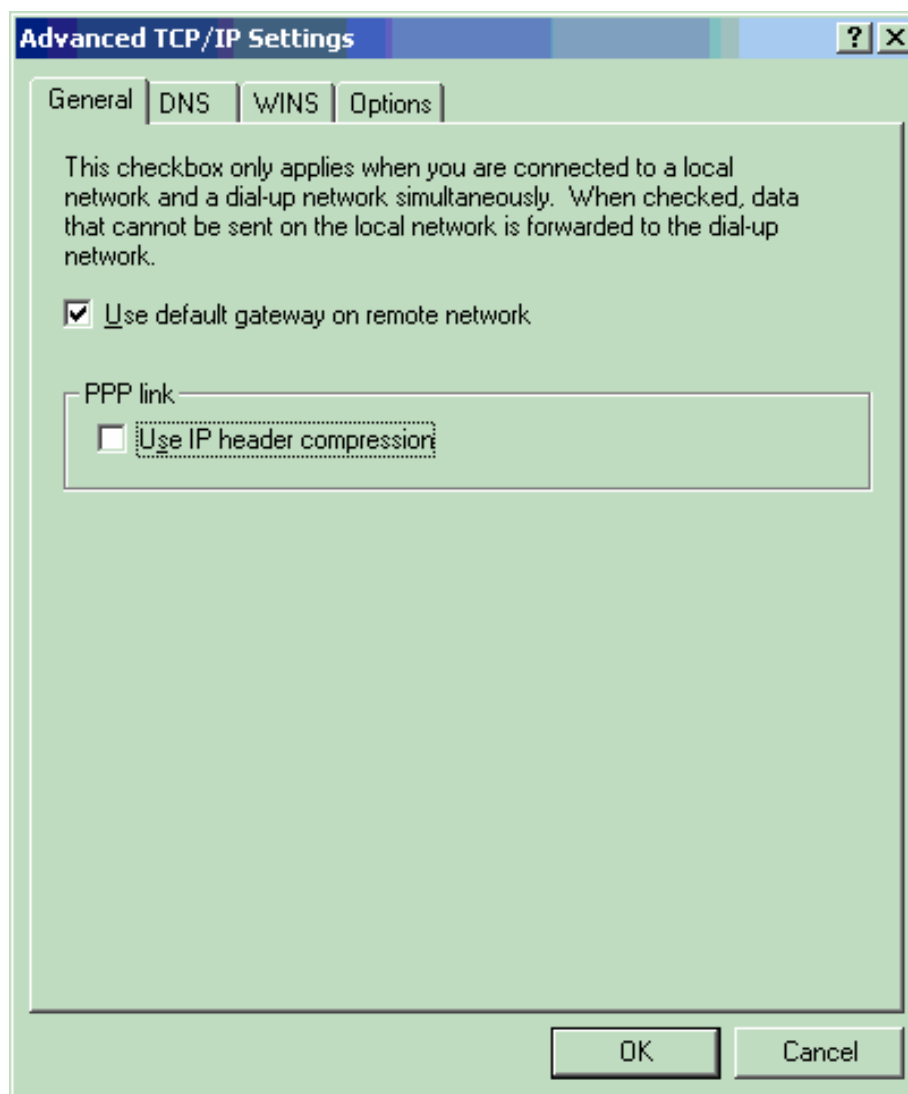 Advanced TCP/IP Settings
General DNS WINS Options
This checkbox only applies when you are connected to a local
network and a dial-up network simultaneously. When checked, data
that cannot be sent on the local network is forwarded to the dial-up
network.
Use default gateway on remote network
PPP link
Use IP header compression
OK Cancel